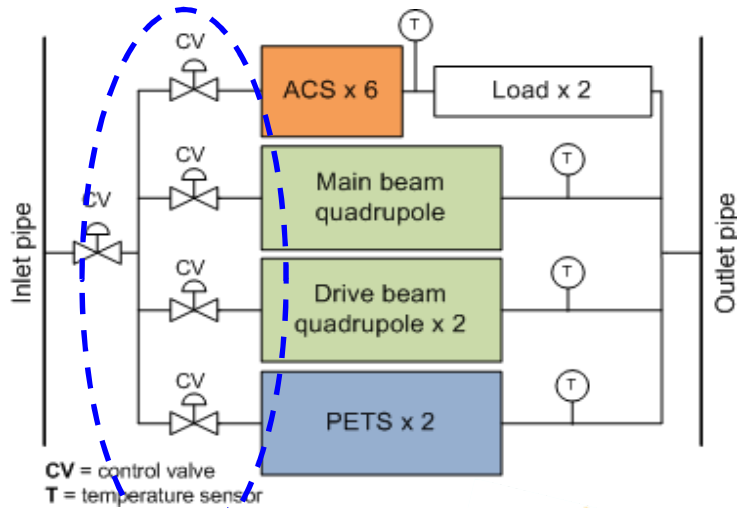 CV
ACS x 6
T
Load x 2
CV
Main beam
quadrupole
T
CV
Inlet pipe
Outlet pipe
CV
Drive beam
quadrupole x 2
T
CV
PETS x 2
T
CV = control valve
T = temperature sensor